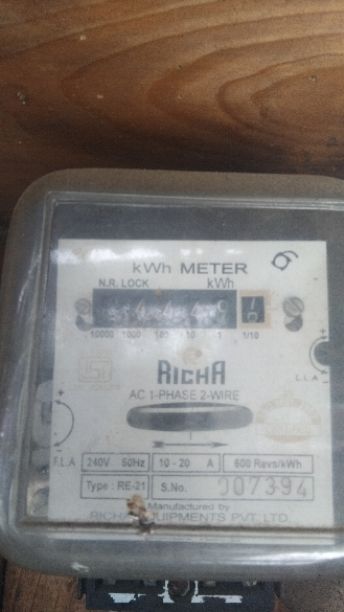 kWh METER
N.R. LOCK kWh
10000 1000 100 10 1 1/10
RICHA
AC 1-PHASE 2-WIRE
L.L.A
F.L.A 240V 50Hz 10-20 A 600 Revs/kWh
Type : RE-21 S.No. 007394
Manufactured by
RICHA EQUIPMENTS PVT. LTD.